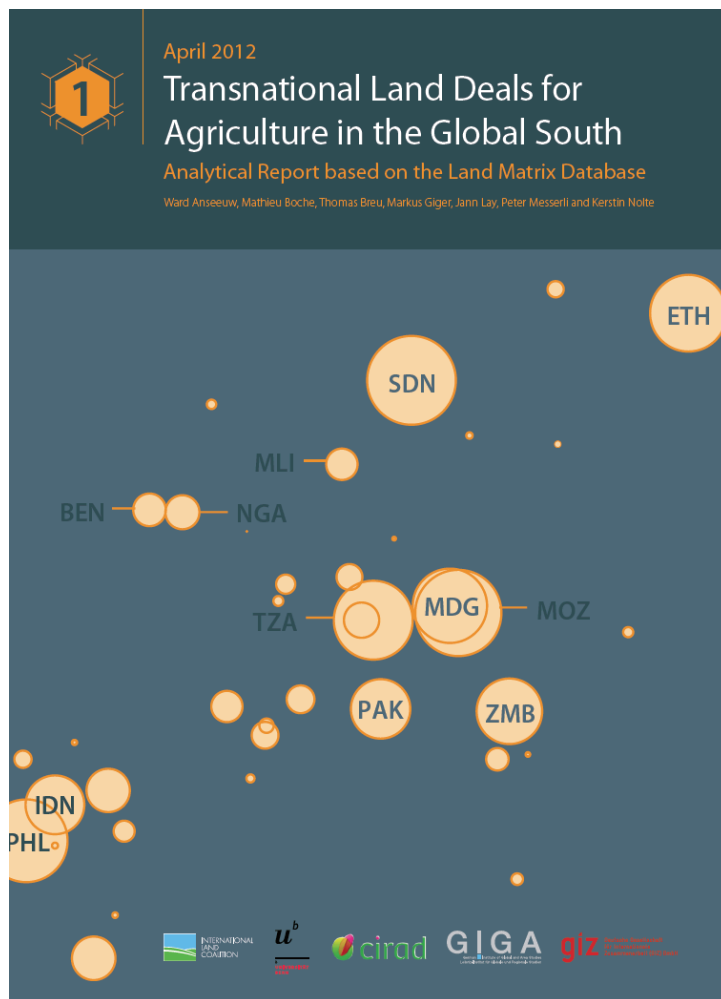 1
April 2012
Transnational Land Deals for
Agriculture in the Global South
Analytical Report based on the Land Matrix Database
Ward Anseeuw, Mathieu Boche, Thomas Breu, Markus Giger, Jann Lay, Peter Messerli and Kerstin Nolte
ETH
SDN
MLI
BEN
NGA
MDG
MOZ
TZA
PAK
ZMB
IDN
PHL
INTERNATIONAL
LAND
COALITION
u
b
cirad
GIGA
giz